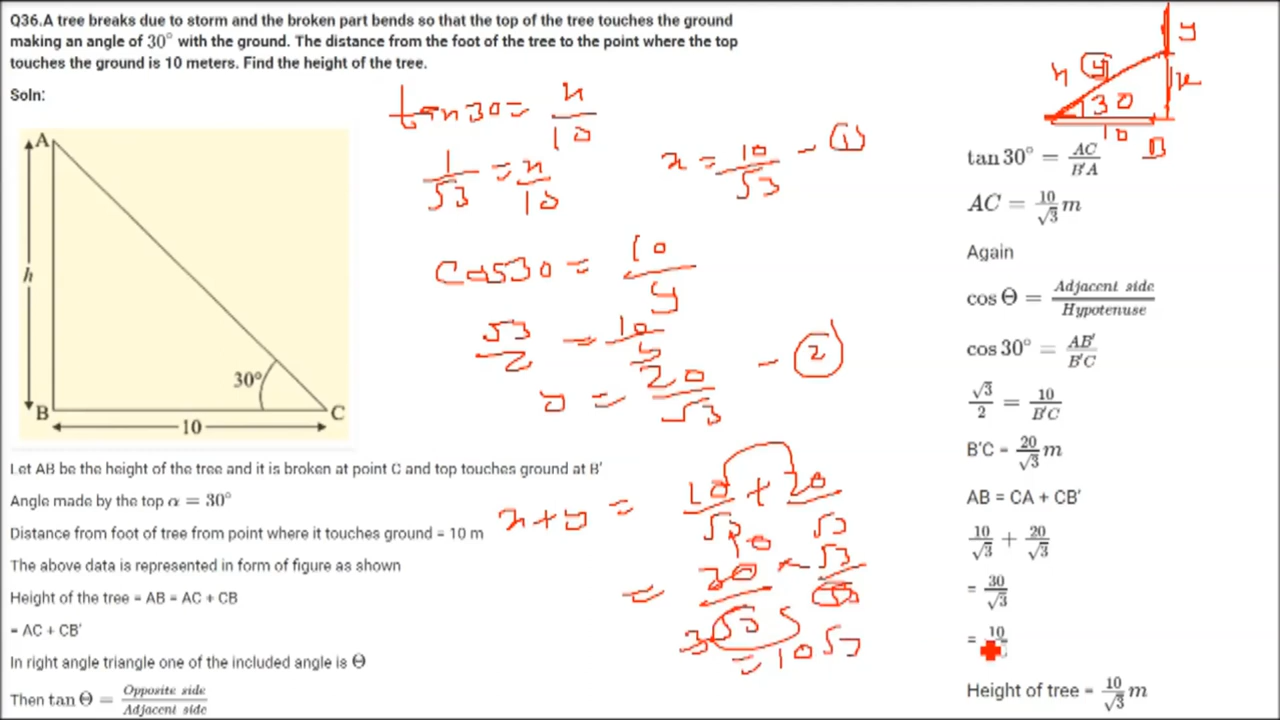 Q36.A tree breaks due to storm and the broken part bends so that the top of the tree touches the ground
making an angle of 30° with the ground. The distance from the foot of the tree to the point where the top
touches the ground is 10 meters. Find the height of the tree.
Soln:
A
h
30°
B
C
10
Let AB be the height of the tree and it is broken at point C and top touches ground at B′
Angle made by the top α = 30°
Distance from foot of tree from point where it touches ground = 10 m
The above data is represented in form of figure as shown
Height of the tree = AB = AC + CB
= AC + CB′
In right angle triangle one of the included angle is Θ
Then tan Θ = Opposite side / Adjacent side
tan30 = x/10
1/√3 = x/10
x = 10/√3 - ①
cos30 = 10/y
√3/2 = 10/y
y = 20/√3 - ②
x+y = 10/√3 + 20/√3
= 30/√3 × √3/√3
= 10√3
y
y
x
30
10
B
tan 30° = AC/B′A
AC = 10/√3 m
Again
cos Θ = Adjacent side / Hypotenuse
cos 30° = AB′/B′C
√3/2 = 10/B′C
B′C = 20/√3 m
AB = CA + CB′
10/√3 + 20/√3
= 30/√3
= 10
Height of tree = 10/√3 m